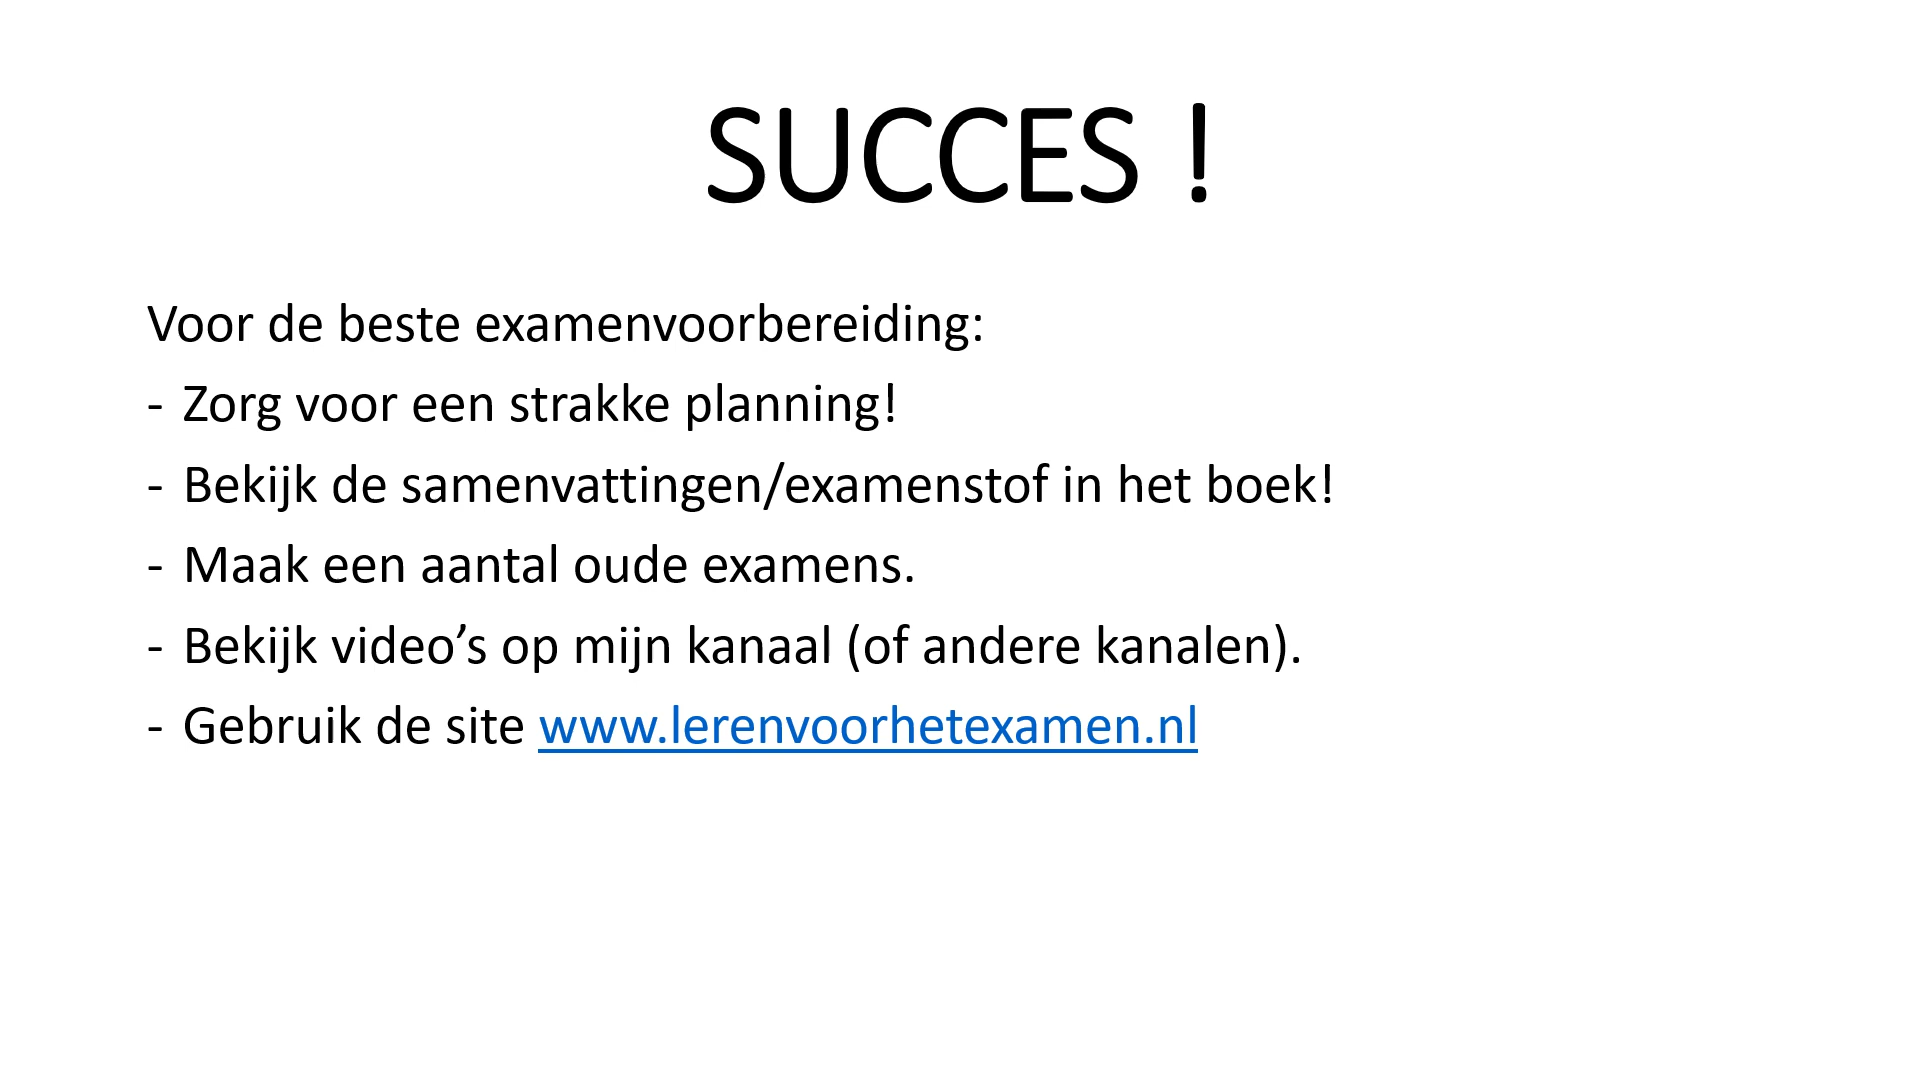 SUCCES !
Voor de beste examenvoorbereiding:
- Zorg voor een strakke planning!
- Bekijk de samenvattingen/examenstof in het boek!
- Maak een aantal oude examens.
- Bekijk video’s op mijn kanaal (of andere kanalen).
- Gebruik de site www.lerenvoorhetexamen.nl